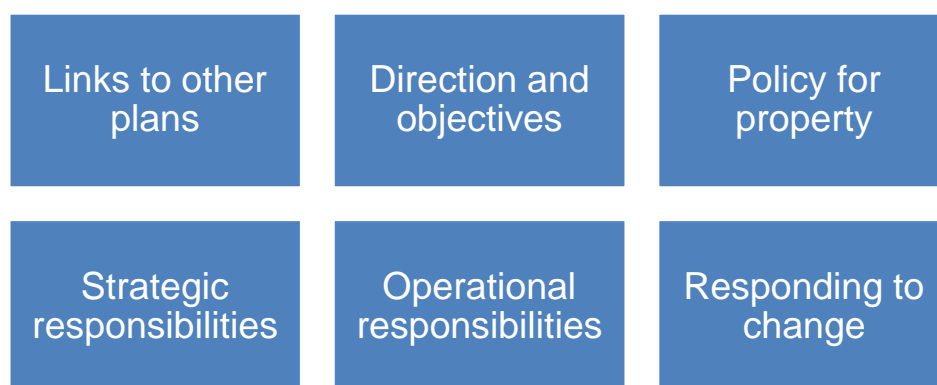 Links to other
plans
Direction and
objectives
Policy for
property
Strategic
responsibilities
Operational
responsibilities
Responding to
change